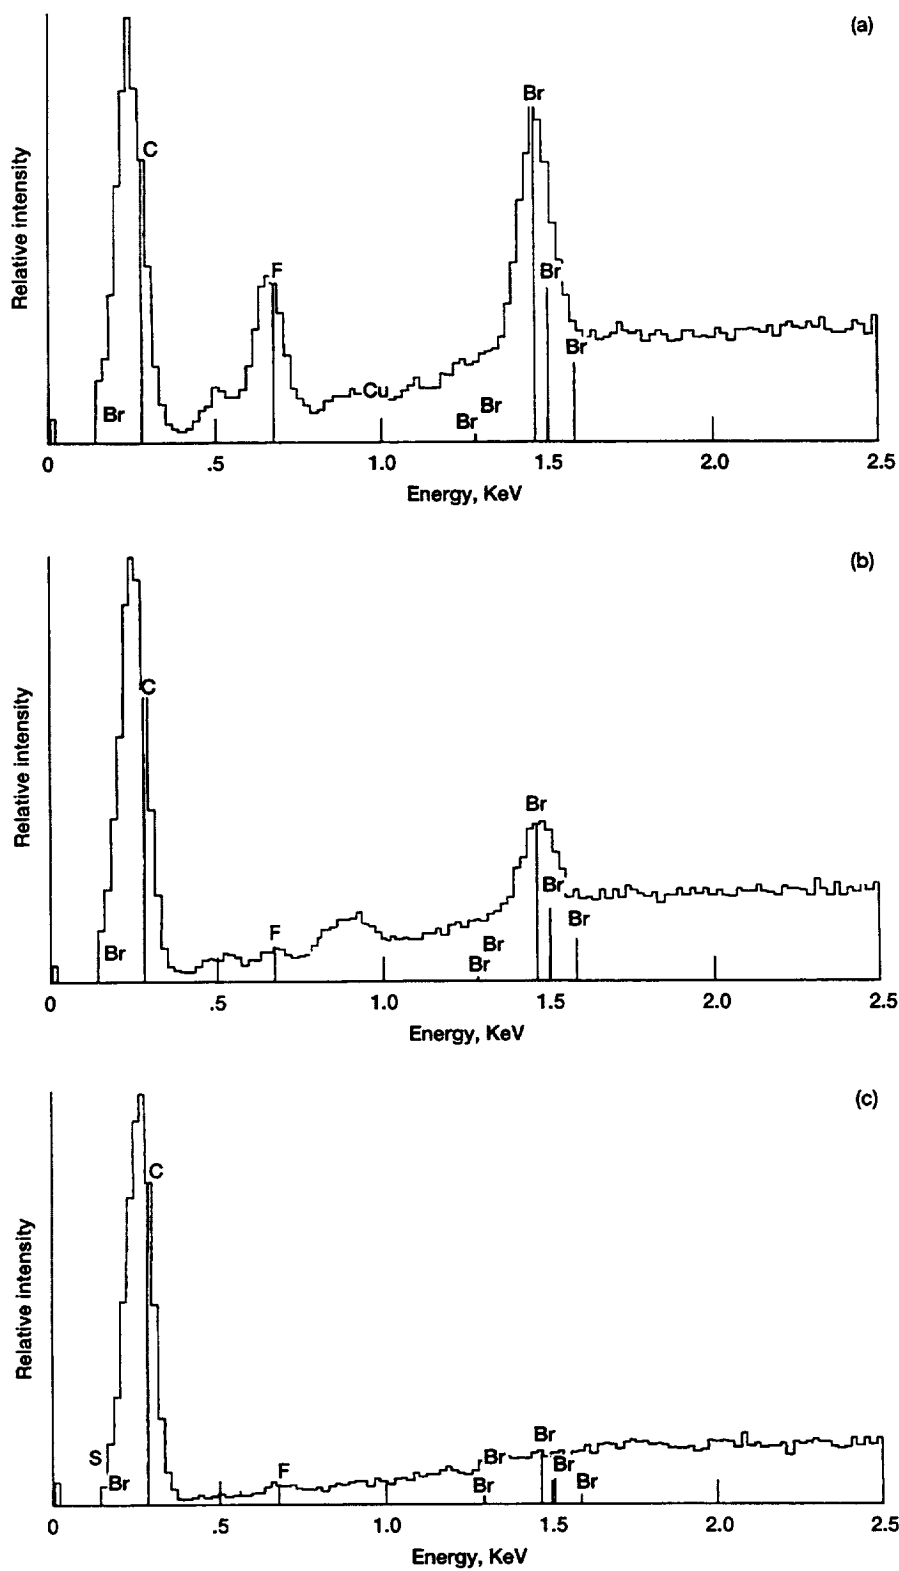 (a)
Br
C
Br
F
Br
Br
Cu
Br
Br
Relative intensity
0 .5 1.0 1.5 2.0 2.5
Energy, KeV
(b)
C
Br
Br
F
Br
Br
Br
Br
Relative intensity
0 .5 1.0 1.5 2.0 2.5
Energy, KeV
(c)
C
Br
S
Br
F
Br
Br
Br
Br
Relative intensity
0 .5 1.0 1.5 2.0 2.5
Energy, KeV